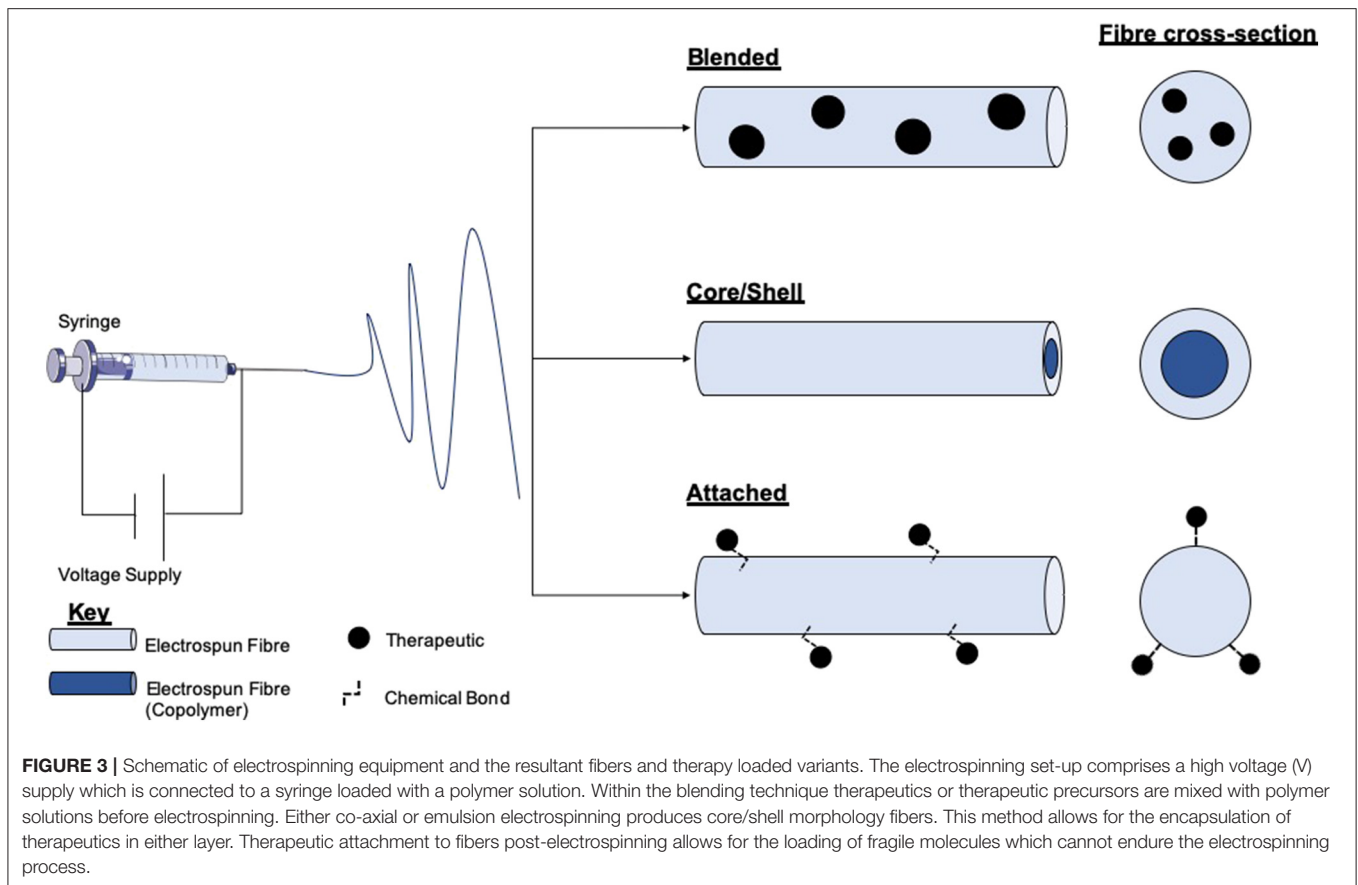 Fibre cross-section
Blended
Core/Shell
Attached
Syringe
Voltage Supply
Key
Electrospun Fibre
Electrospun Fibre
(Copolymer)
Therapeutic
Chemical Bond
FIGURE 3 | Schematic of electrospinning equipment and the resultant fibers and therapy loaded variants. The electrospinning set-up comprises a high voltage (V)
supply which is connected to a syringe loaded with a polymer solution. Within the blending technique therapeutics or therapeutic precursors are mixed with polymer
solutions before electrospinning. Either co-axial or emulsion electrospinning produces core/shell morphology fibers. This method allows for the encapsulation of
therapeutics in either layer. Therapeutic attachment to fibers post-electrospinning allows for the loading of fragile molecules which cannot endure the electrospinning
process.